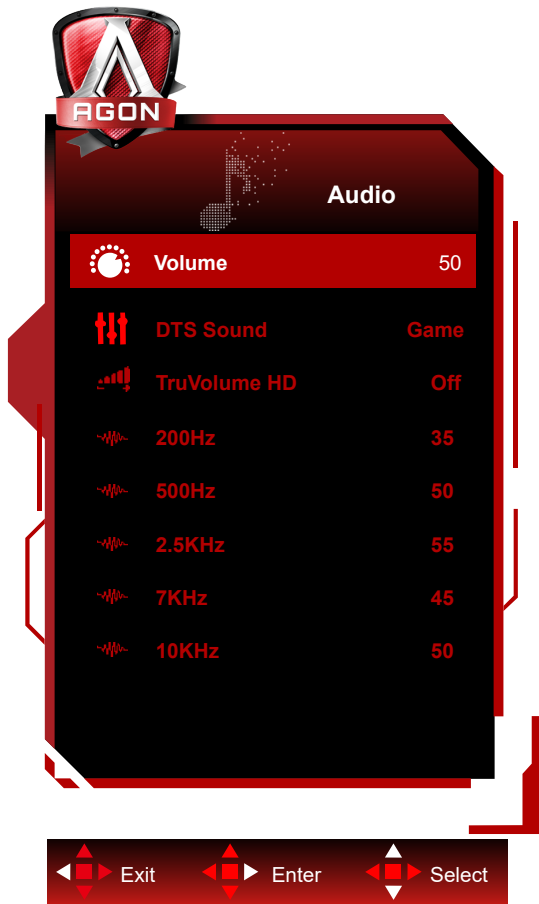 AGON
Audio
Volume 50
DTS Sound Game
TruVolume HD Off
200Hz 35
500Hz 50
2.5KHz 55
7KHz 45
10KHz 50
Exit Enter Select